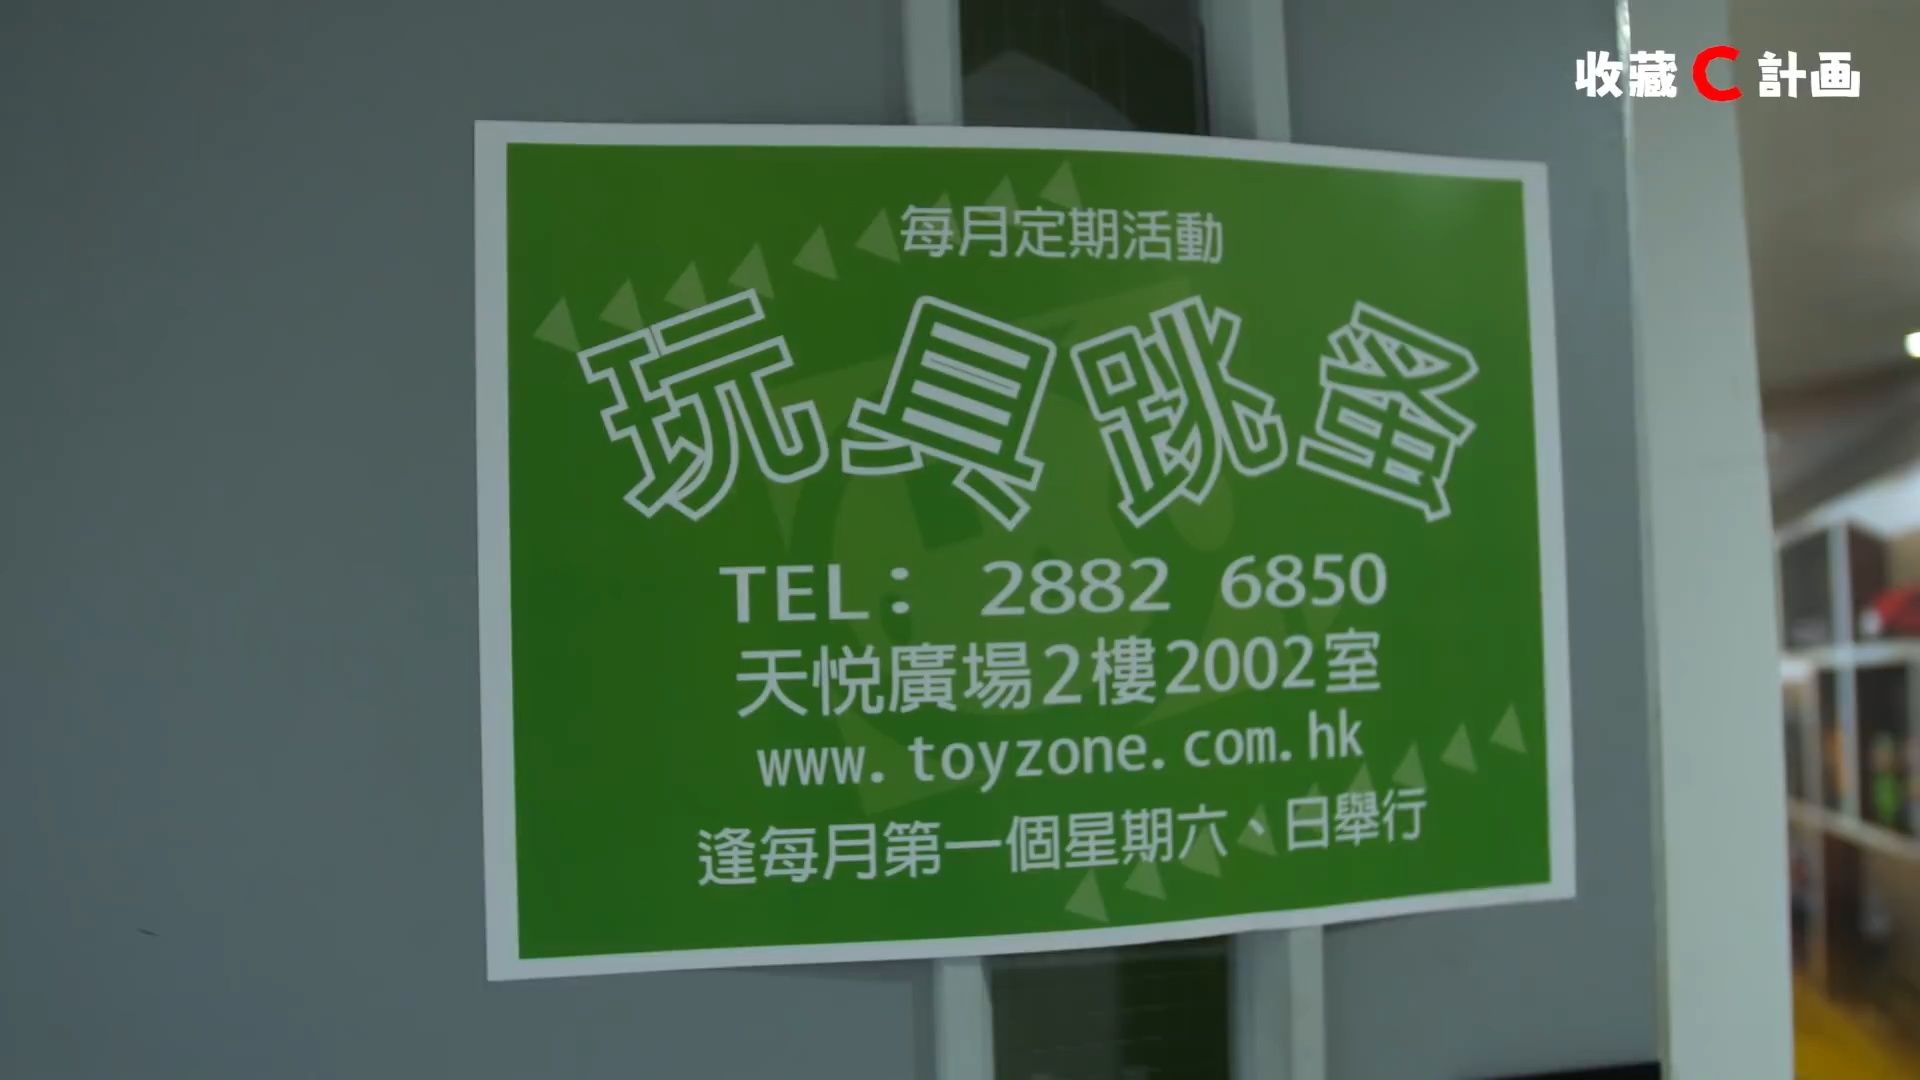 收藏C計画
每月定期活動
玩具跳蚤
TEL： 2882 6850
天悦廣場2樓2002室
www.toyzone.com.hk
逢每月第一個星期六、日舉行